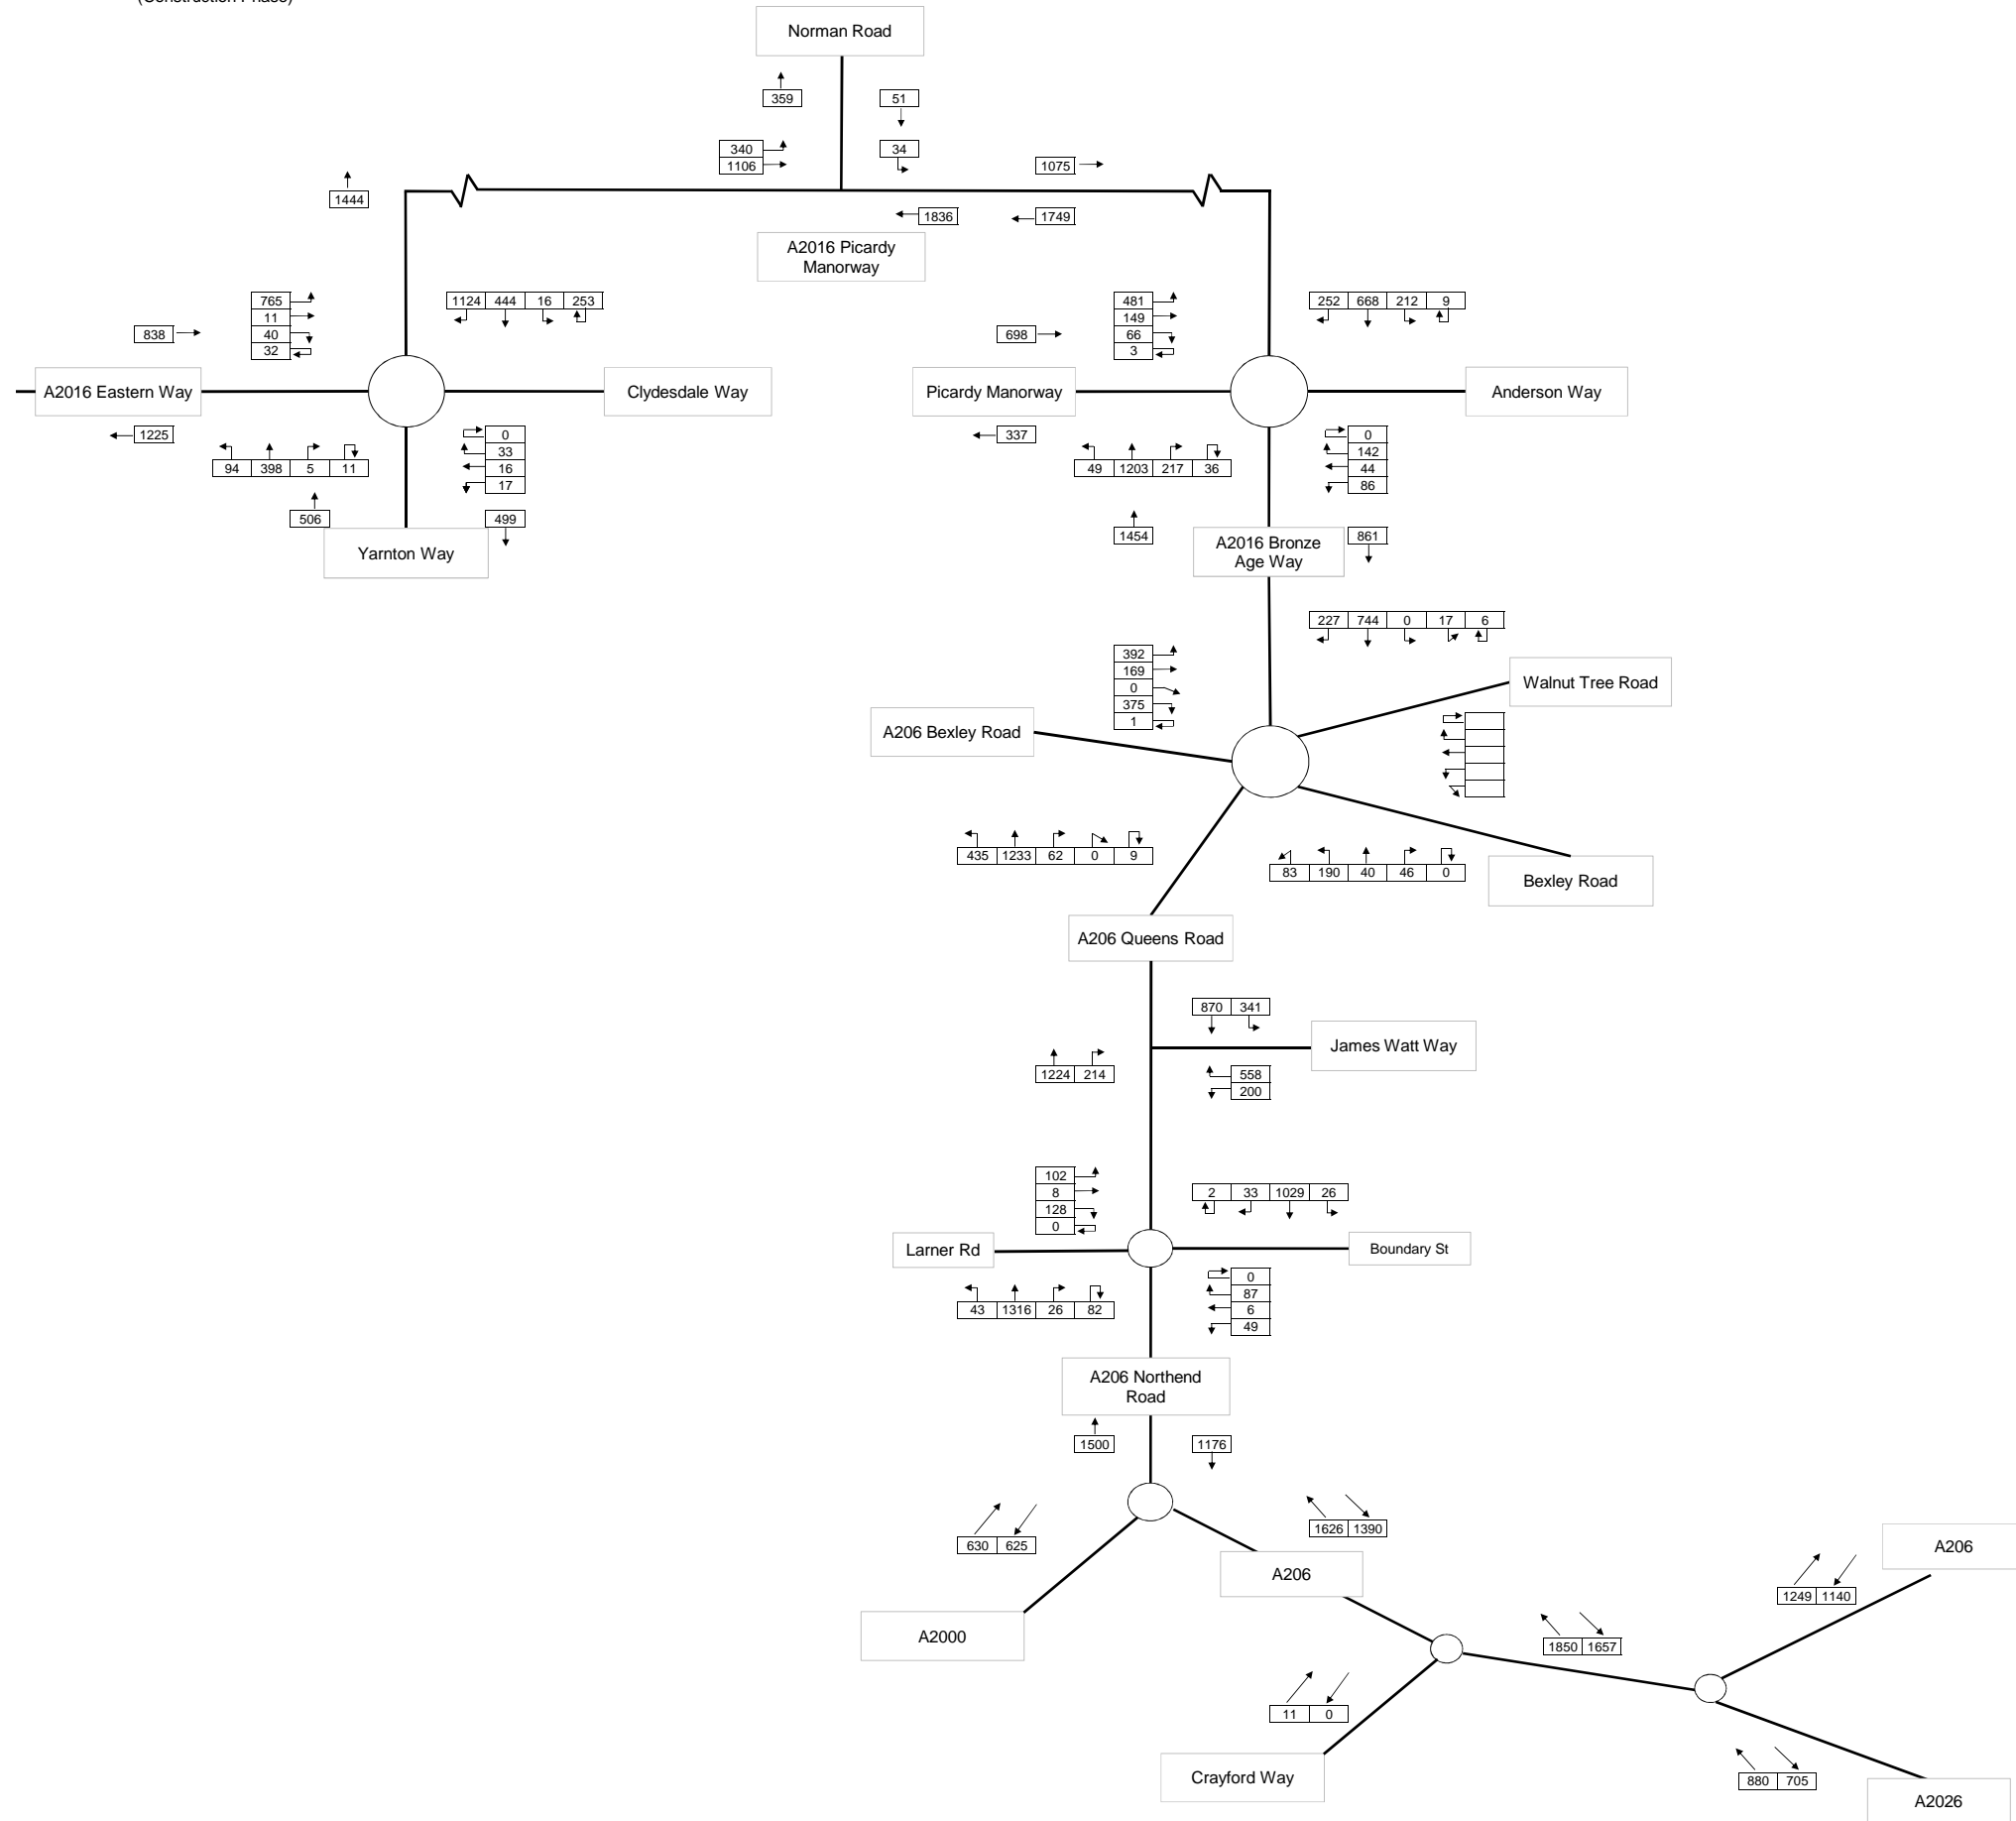 (Construction Phase)
Norman Road
359
51
340
1106
34
1075
1444
1836
1749
A2016 Picardy
Manorway
765
11
40
32
838
1124 444 16 253
481
149
66
3
698
252 668 212 9
A2016 Eastern Way
Clydesdale Way
Picardy Manorway
Anderson Way
1225
94 398 5 11
0
33
16
17
337
49 1203 217 36
0
142
44
86
506
499
Yarnton Way
1454
A2016 Bronze
Age Way
861
227 744 0 17 6
392
169
0
375
1
Walnut Tree Road
A206 Bexley Road
435 1233 62 0 9
83 190 40 46 0
Bexley Road
A206 Queens Road
870 341
James Watt Way
1224 214
558
200
102
8
128
0
2 33 1029 26
Larner Rd
Boundary St
43 1316 26 82
0
87
6
49
A206 Northend
Road
1500
1176
630 625
1626 1390
A206
A206
1249 1140
A2000
1850 1657
11 0
Crayford Way
880 705
A2026